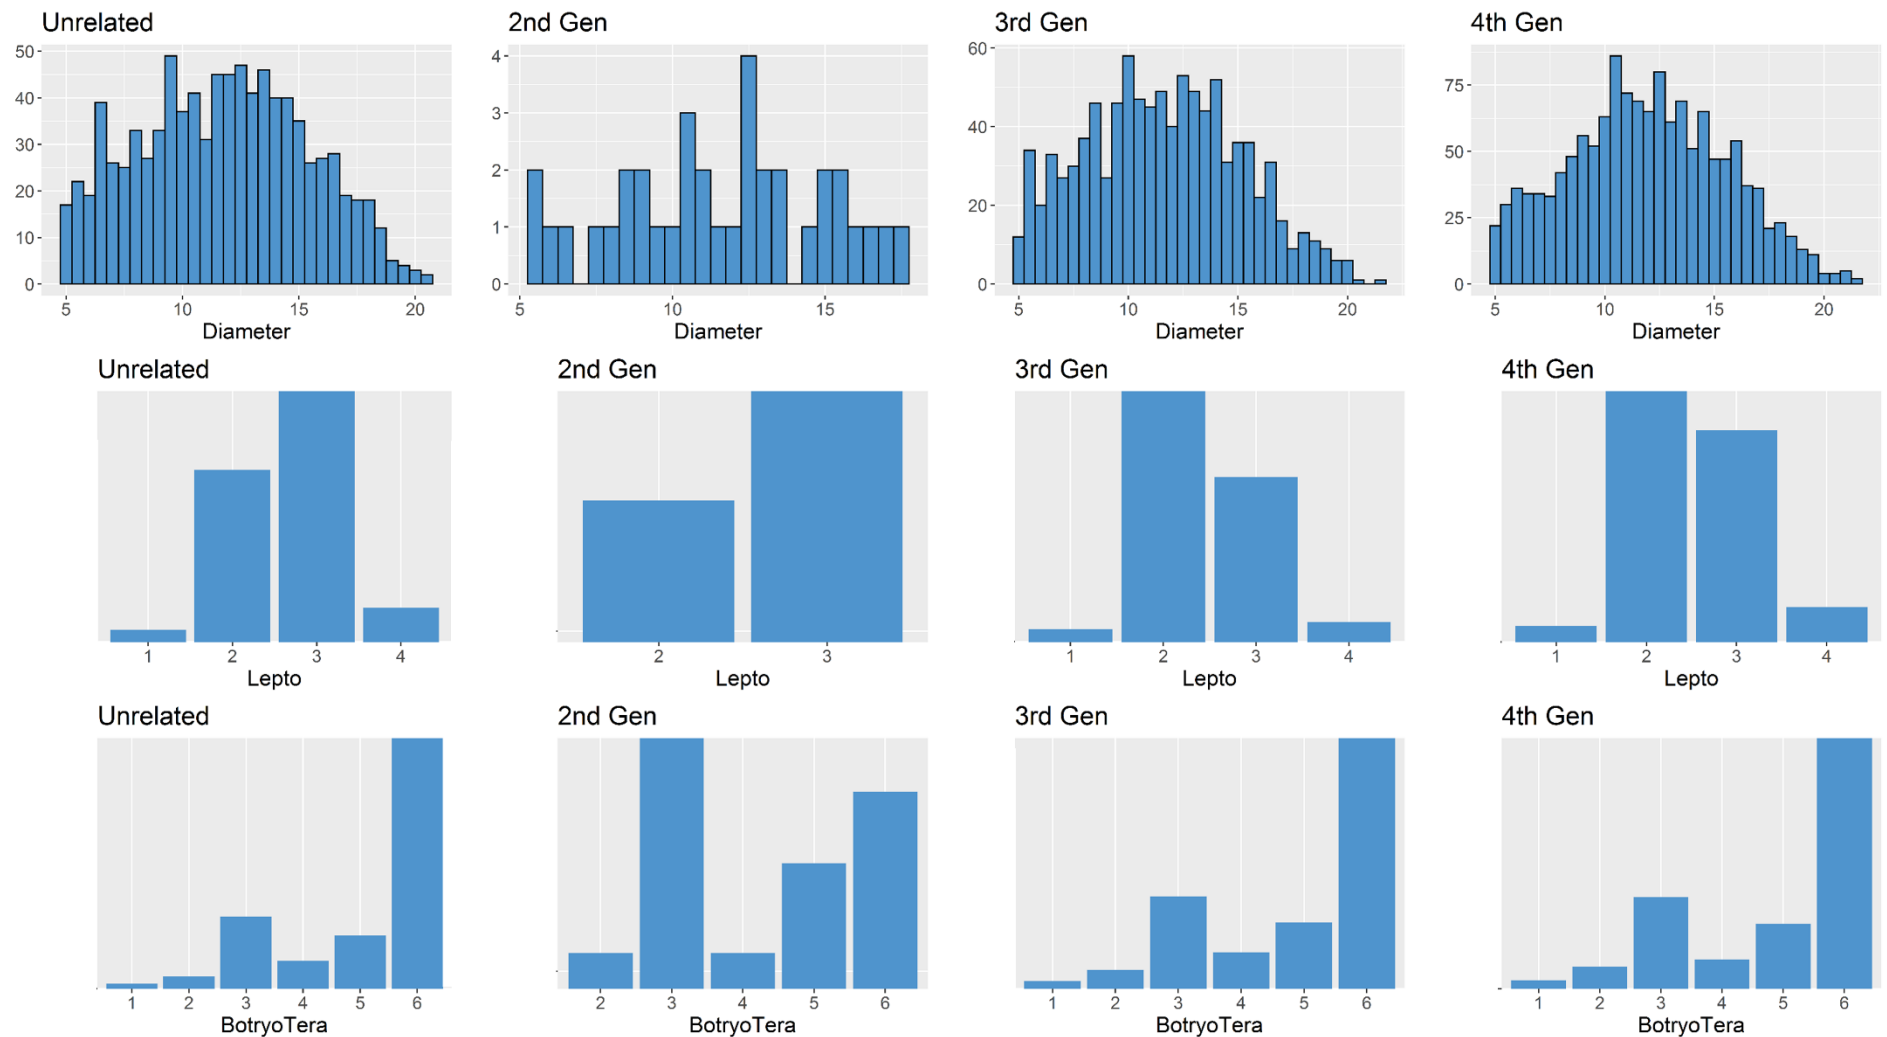 Unrelated
50
40
30
20
10
0
5 10 15 20
Diameter
2nd Gen
4
3
2
1
0
5 10 15
Diameter
3rd Gen
60
40
20
0
5 10 15 20
Diameter
4th Gen
75
50
25
0
5 10 15 20
Diameter
Unrelated
1 2 3 4
Lepto
2nd Gen
2 3
Lepto
3rd Gen
1 2 3 4
Lepto
4th Gen
1 2 3 4
Lepto
Unrelated
1 2 3 4 5 6
BotryoTera
2nd Gen
2 3 4 5 6
BotryoTera
3rd Gen
1 2 3 4 5 6
BotryoTera
4th Gen
1 2 3 4 5 6
BotryoTera